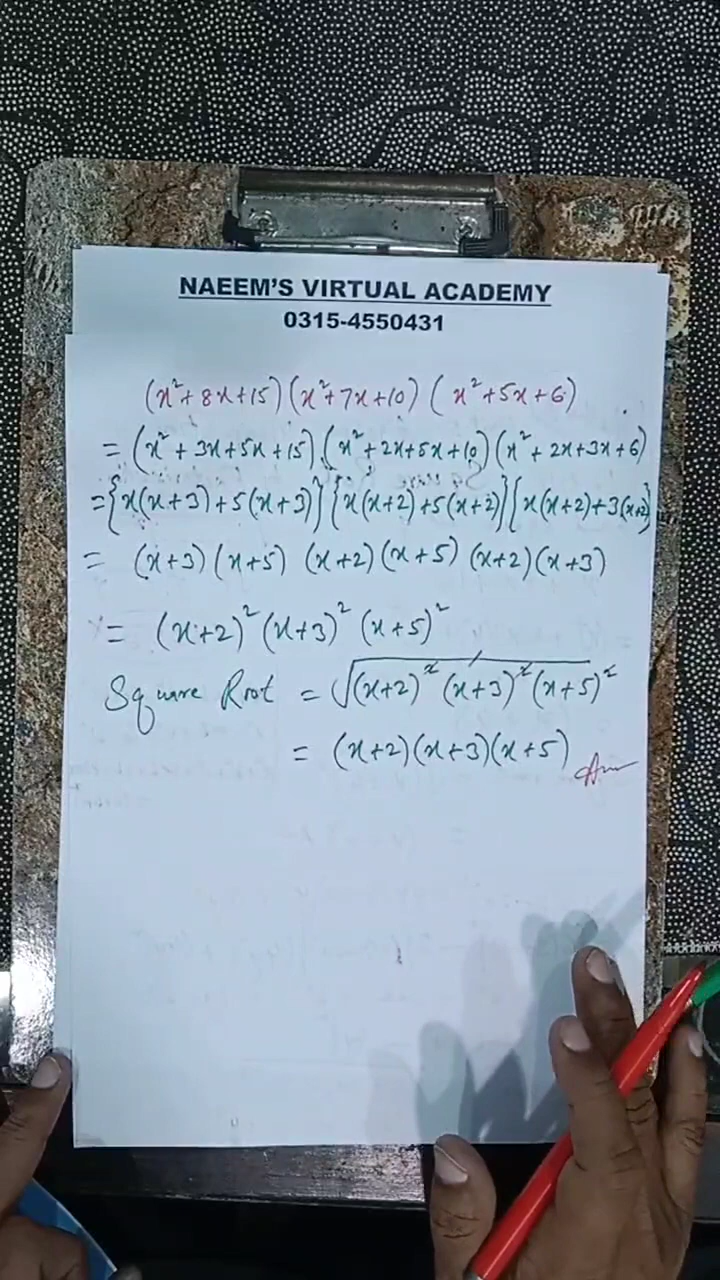 NAEEM'S VIRTUAL ACADEMY
0315-4550431
(x²+8x+15)(x²+7x+10)(x²+5x+6)
= (x²+3x+5x+15)(x²+2x+5x+10)(x²+2x+3x+6)
={x(x+3)+5(x+3)}{x(x+2)+5(x+2)}{x(x+2)+3(x+2)}
= (x+3)(x+5)(x+2)(x+5)(x+2)(x+3)
= (x+2)²(x+3)²(x+5)²
Square Root = √(x+2)²(x+3)²(x+5)²
= (x+2)(x+3)(x+5) Ans